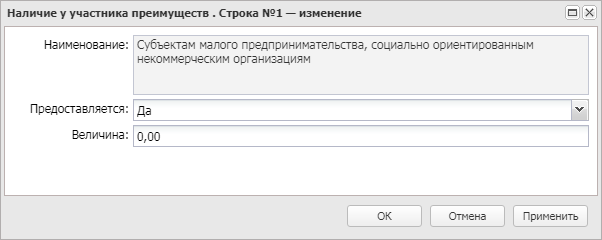 Наличие у участника преимуществ . Строка №1 — изменение
Наименование: Субъектам малого предпринимательства, социально ориентированным
некоммерческим организациям
Предоставляется: Да
Величина: 0,00
ОК Отмена Применить